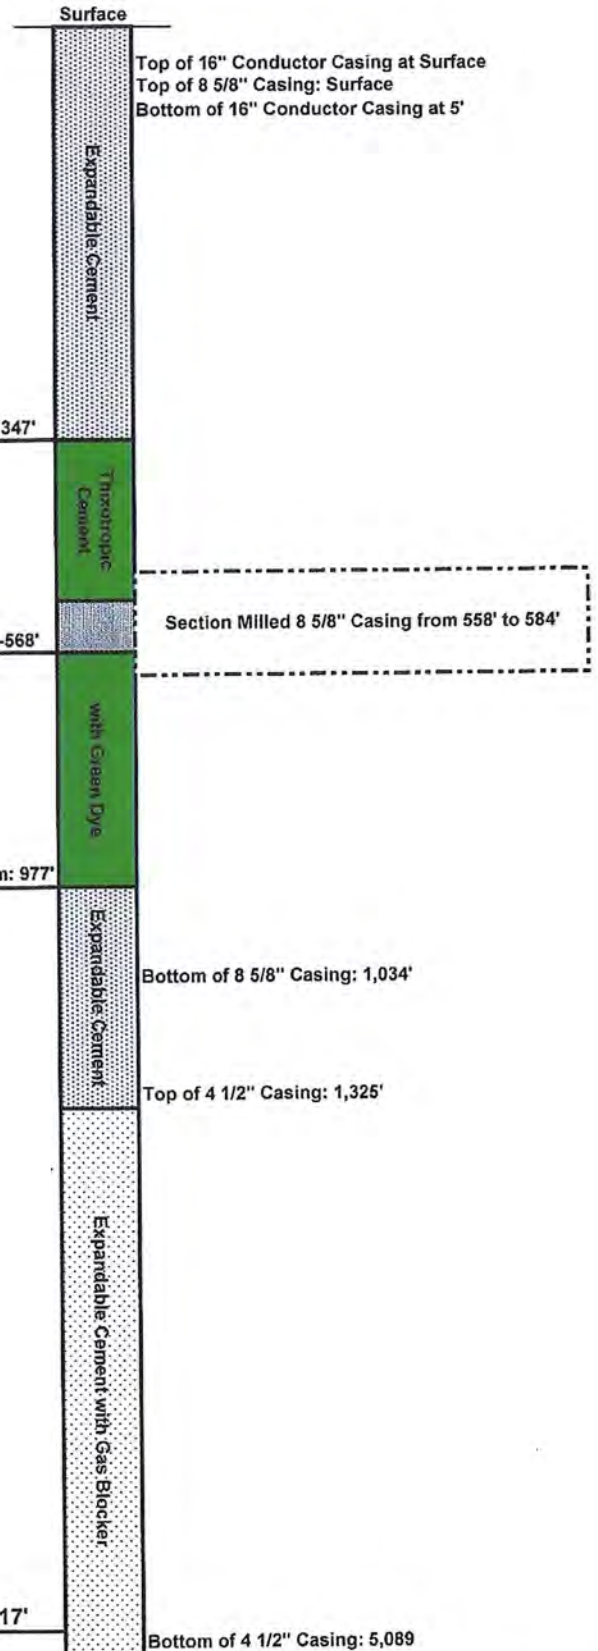 Surface
Top of 16" Conductor Casing at Surface
Top of 8 5/8" Casing: Surface
Bottom of 16" Conductor Casing at 5'
Expandable Cement
347'
Thixotropic
Cement
Section Milled 8 5/8" Casing from 558' to 584'
-568'
with Green Dye
n: 977'
Expandable Cement
Bottom of 8 5/8" Casing: 1,034'
Top of 4 1/2" Casing: 1,325'
Expandable Cement with Gas Blocker
17'
Bottom of 4 1/2" Casing: 5,089